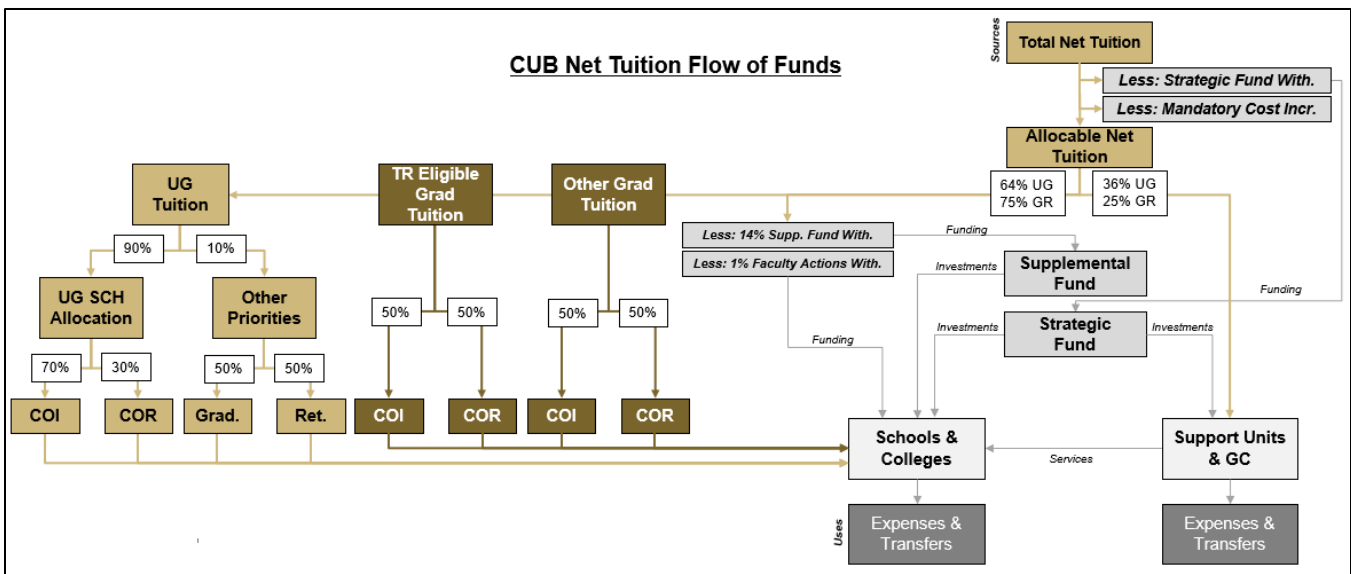 CUB Net Tuition Flow of Funds
Sources
Total Net Tuition
Less: Strategic Fund With.
Less: Mandatory Cost Incr.
Allocable Net
Tuition
64% UG
75% GR
36% UG
25% GR
UG
Tuition
TR Eligible
Grad
Tuition
Other Grad
Tuition
Less: 14% Supp. Fund With.
Less: 1% Faculty Actions With.
Funding
Supplemental
Fund
Investments
Funding
Strategic
Fund
Investments
Investments
Funding
90%
10%
UG SCH
Allocation
Other
Priorities
50%
50%
50%
50%
70%
30%
50%
50%
COI
COR
Grad.
Ret.
COI
COR
COI
COR
Schools &
Colleges
Services
Support Units
& GC
Uses
Expenses &
Transfers
Expenses &
Transfers